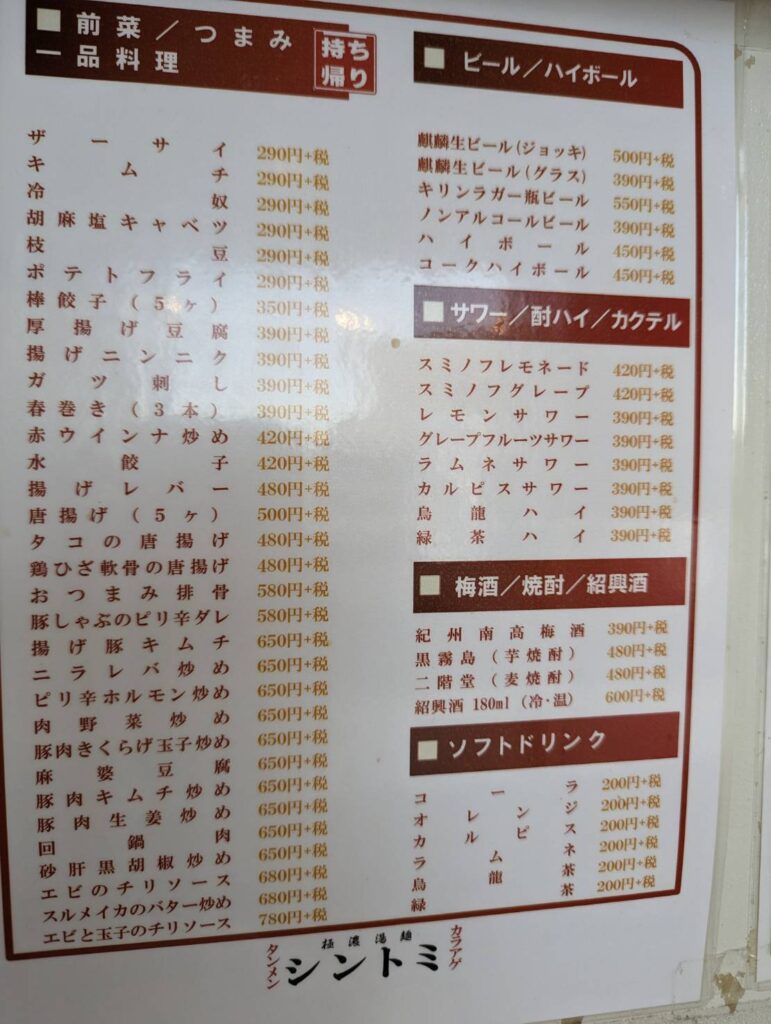 前菜／つまみ
一品料理
持ち
帰り
ザーサイ 290円+税
キムチ 290円+税
冷奴 290円+税
胡麻塩キャベツ 290円+税
枝豆 290円+税
ポテトフライ 290円+税
棒餃子（5ヶ） 350円+税
厚揚げ豆腐 390円+税
揚げニンニク 390円+税
ガツ刺し 390円+税
春巻き（3本） 390円+税
赤ウインナ炒め 420円+税
水餃子 420円+税
揚げレバー 480円+税
唐揚げ（5ヶ） 500円+税
タコの唐揚げ 480円+税
鶏ひざ軟骨の唐揚げ 480円+税
おつまみ排骨 580円+税
豚しゃぶのピリ辛ダレ 580円+税
揚げ豚キムチ 650円+税
ニラレバ炒め 650円+税
ピリ辛ホルモン炒め 650円+税
肉野菜炒め 650円+税
豚肉きくらげ玉子炒め 650円+税
麻婆豆腐 650円+税
豚肉キムチ炒め 650円+税
豚肉生姜炒め 650円+税
回鍋肉 650円+税
砂肝黒胡椒炒め 650円+税
エビのチリソース 680円+税
スルメイカのバター炒め 680円+税
エビと玉子のチリソース 780円+税
ビール／ハイボール
麒麟生ビール(ジョッキ) 500円+税
麒麟生ビール(グラス) 390円+税
キリンラガー瓶ビール 550円+税
ノンアルコールビール 390円+税
ハイボール 450円+税
コークハイボール 450円+税
サワー／酎ハイ／カクテル
スミノフレモネード 420円+税
スミノフグレープ 420円+税
レモンサワー 390円+税
グレープフルーツサワー 390円+税
ラムネサワー 390円+税
カルピスサワー 390円+税
烏龍ハイ 390円+税
緑茶ハイ 390円+税
梅酒／焼酎／紹興酒
紀州南高梅酒 390円+税
黒霧島（芋焼酎） 480円+税
二階堂（麦焼酎） 480円+税
紹興酒 180ml（冷・温） 600円+税
ソフトドリンク
コーラ 200円+税
オレンジ 200円+税
カルピス 200円+税
ラムネ 200円+税
烏龍茶 200円+税
緑茶 200円+税
極濃湯麺
タンメン
シントミ
カラアゲ